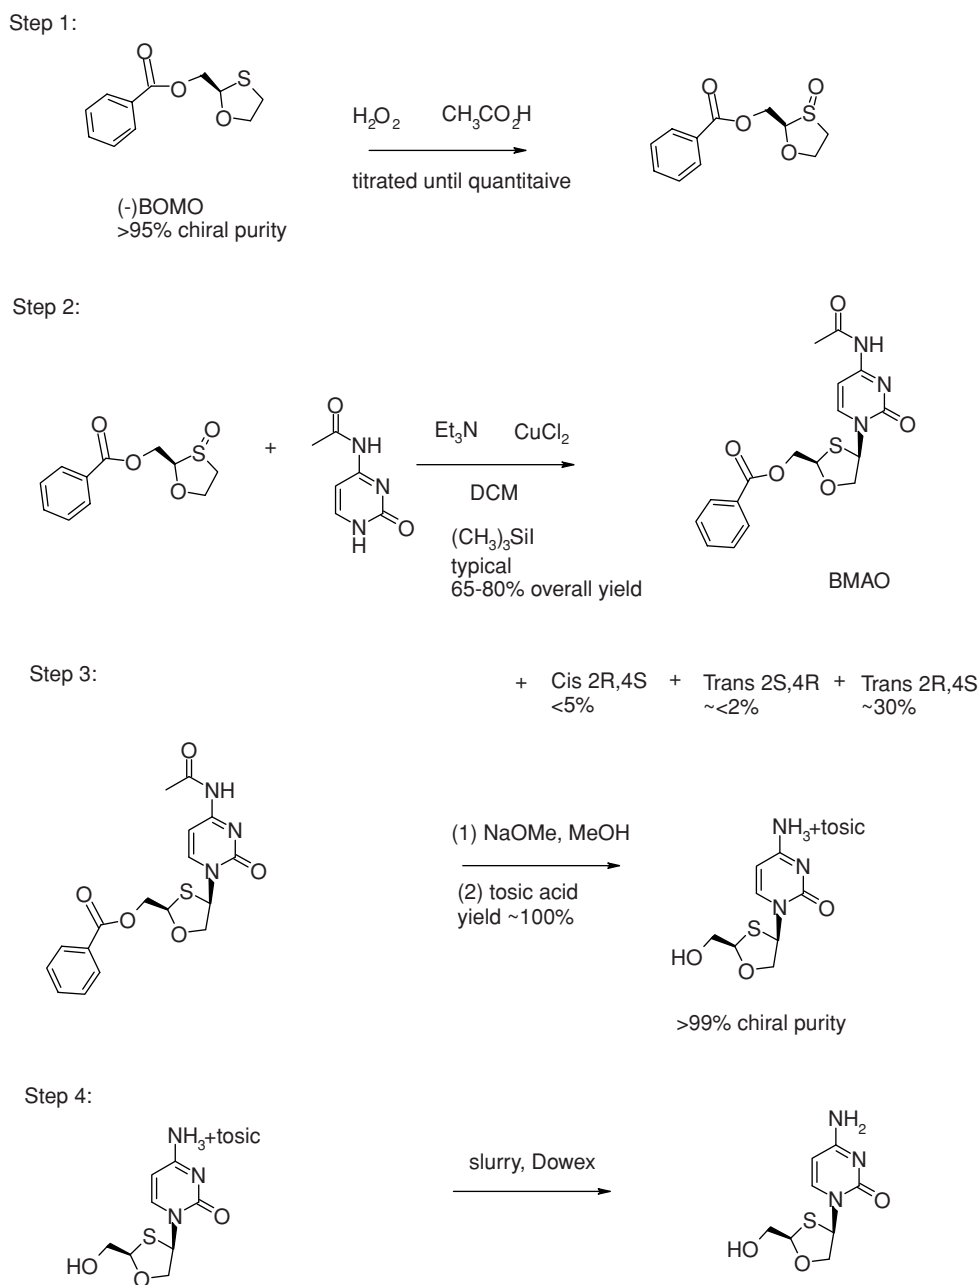 Step 1:
O
O
S
O
H2O2 CH3CO2H
titrated until quantitaive
(-)BOMO
>95% chiral purity
O
O
S
O
O
Step 2:
O
O
S
O
O
+
O
NH
N
N
H
O
Et3N CuCl2
DCM
(CH3)3SiI
typical
65-80% overall yield
O
NH
N
N
O
S
O
O
O
BMAO
Step 3:
+ Cis 2R,4S + Trans 2S,4R + Trans 2R,4S
<5% ~<2% ~30%
O
NH
N
N
O
S
O
O
O
(1) NaOMe, MeOH
(2) tosic acid
yield ~100%
NH3+tosic
N
N
O
S
HO
O
>99% chiral purity
Step 4:
NH3+tosic
N
N
O
S
HO
O
slurry, Dowex
NH2
N
N
O
S
HO
O